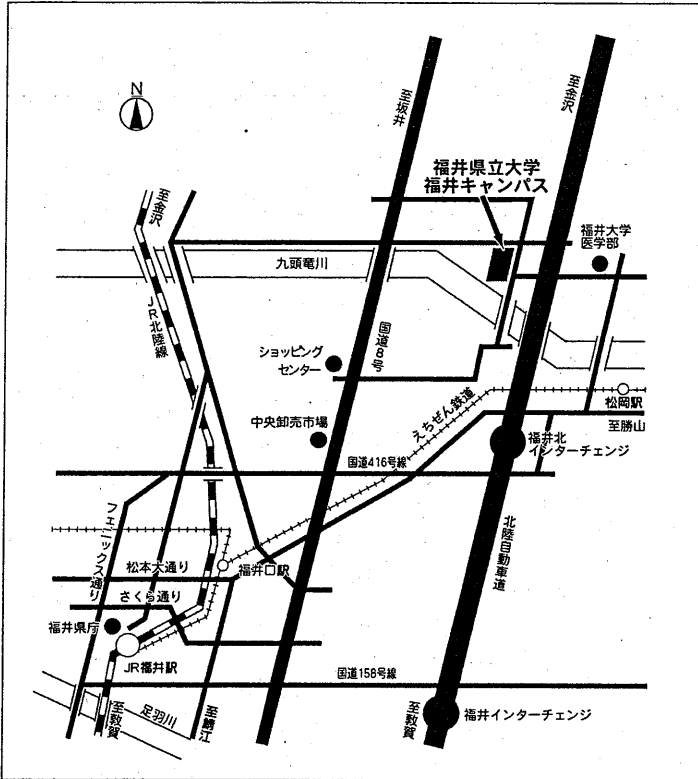 N
至坂井
至金沢
福井県立大学
福井キャンパス
至金沢
福井大学
医学部
九頭竜川
JR北陸線
国道8号
ショッピング
センター
えちぜん鉄道
松岡駅
至勝山
中央卸売市場
福井北
インターチェンジ
国道416号線
フェニックス通り
北陸自動車道
松本大通り
福井口駅
さくら通り
福井県庁
JR福井駅
国道158号線
至敦賀
足羽川
至鯖江
至敦賀
福井インターチェンジ